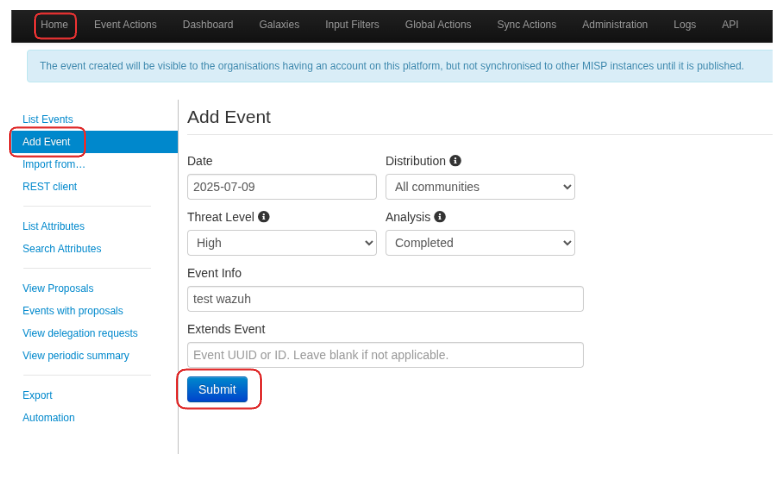 Home Event Actions Dashboard Galaxies Input Filters Global Actions Sync Actions Administration Logs API
The event created will be visible to the organisations having an account on this platform, but not synchronised to other MISP instances until it is published.
List Events
Add Event
Import from…
REST client
List Attributes
Search Attributes
View Proposals
Events with proposals
View delegation requests
View periodic summary
Export
Automation
Add Event
Date Distribution
2025-07-09 All communities
Threat Level Analysis
High Completed
Event Info
test wazuh
Extends Event
Event UUID or ID. Leave blank if not applicable.
Submit